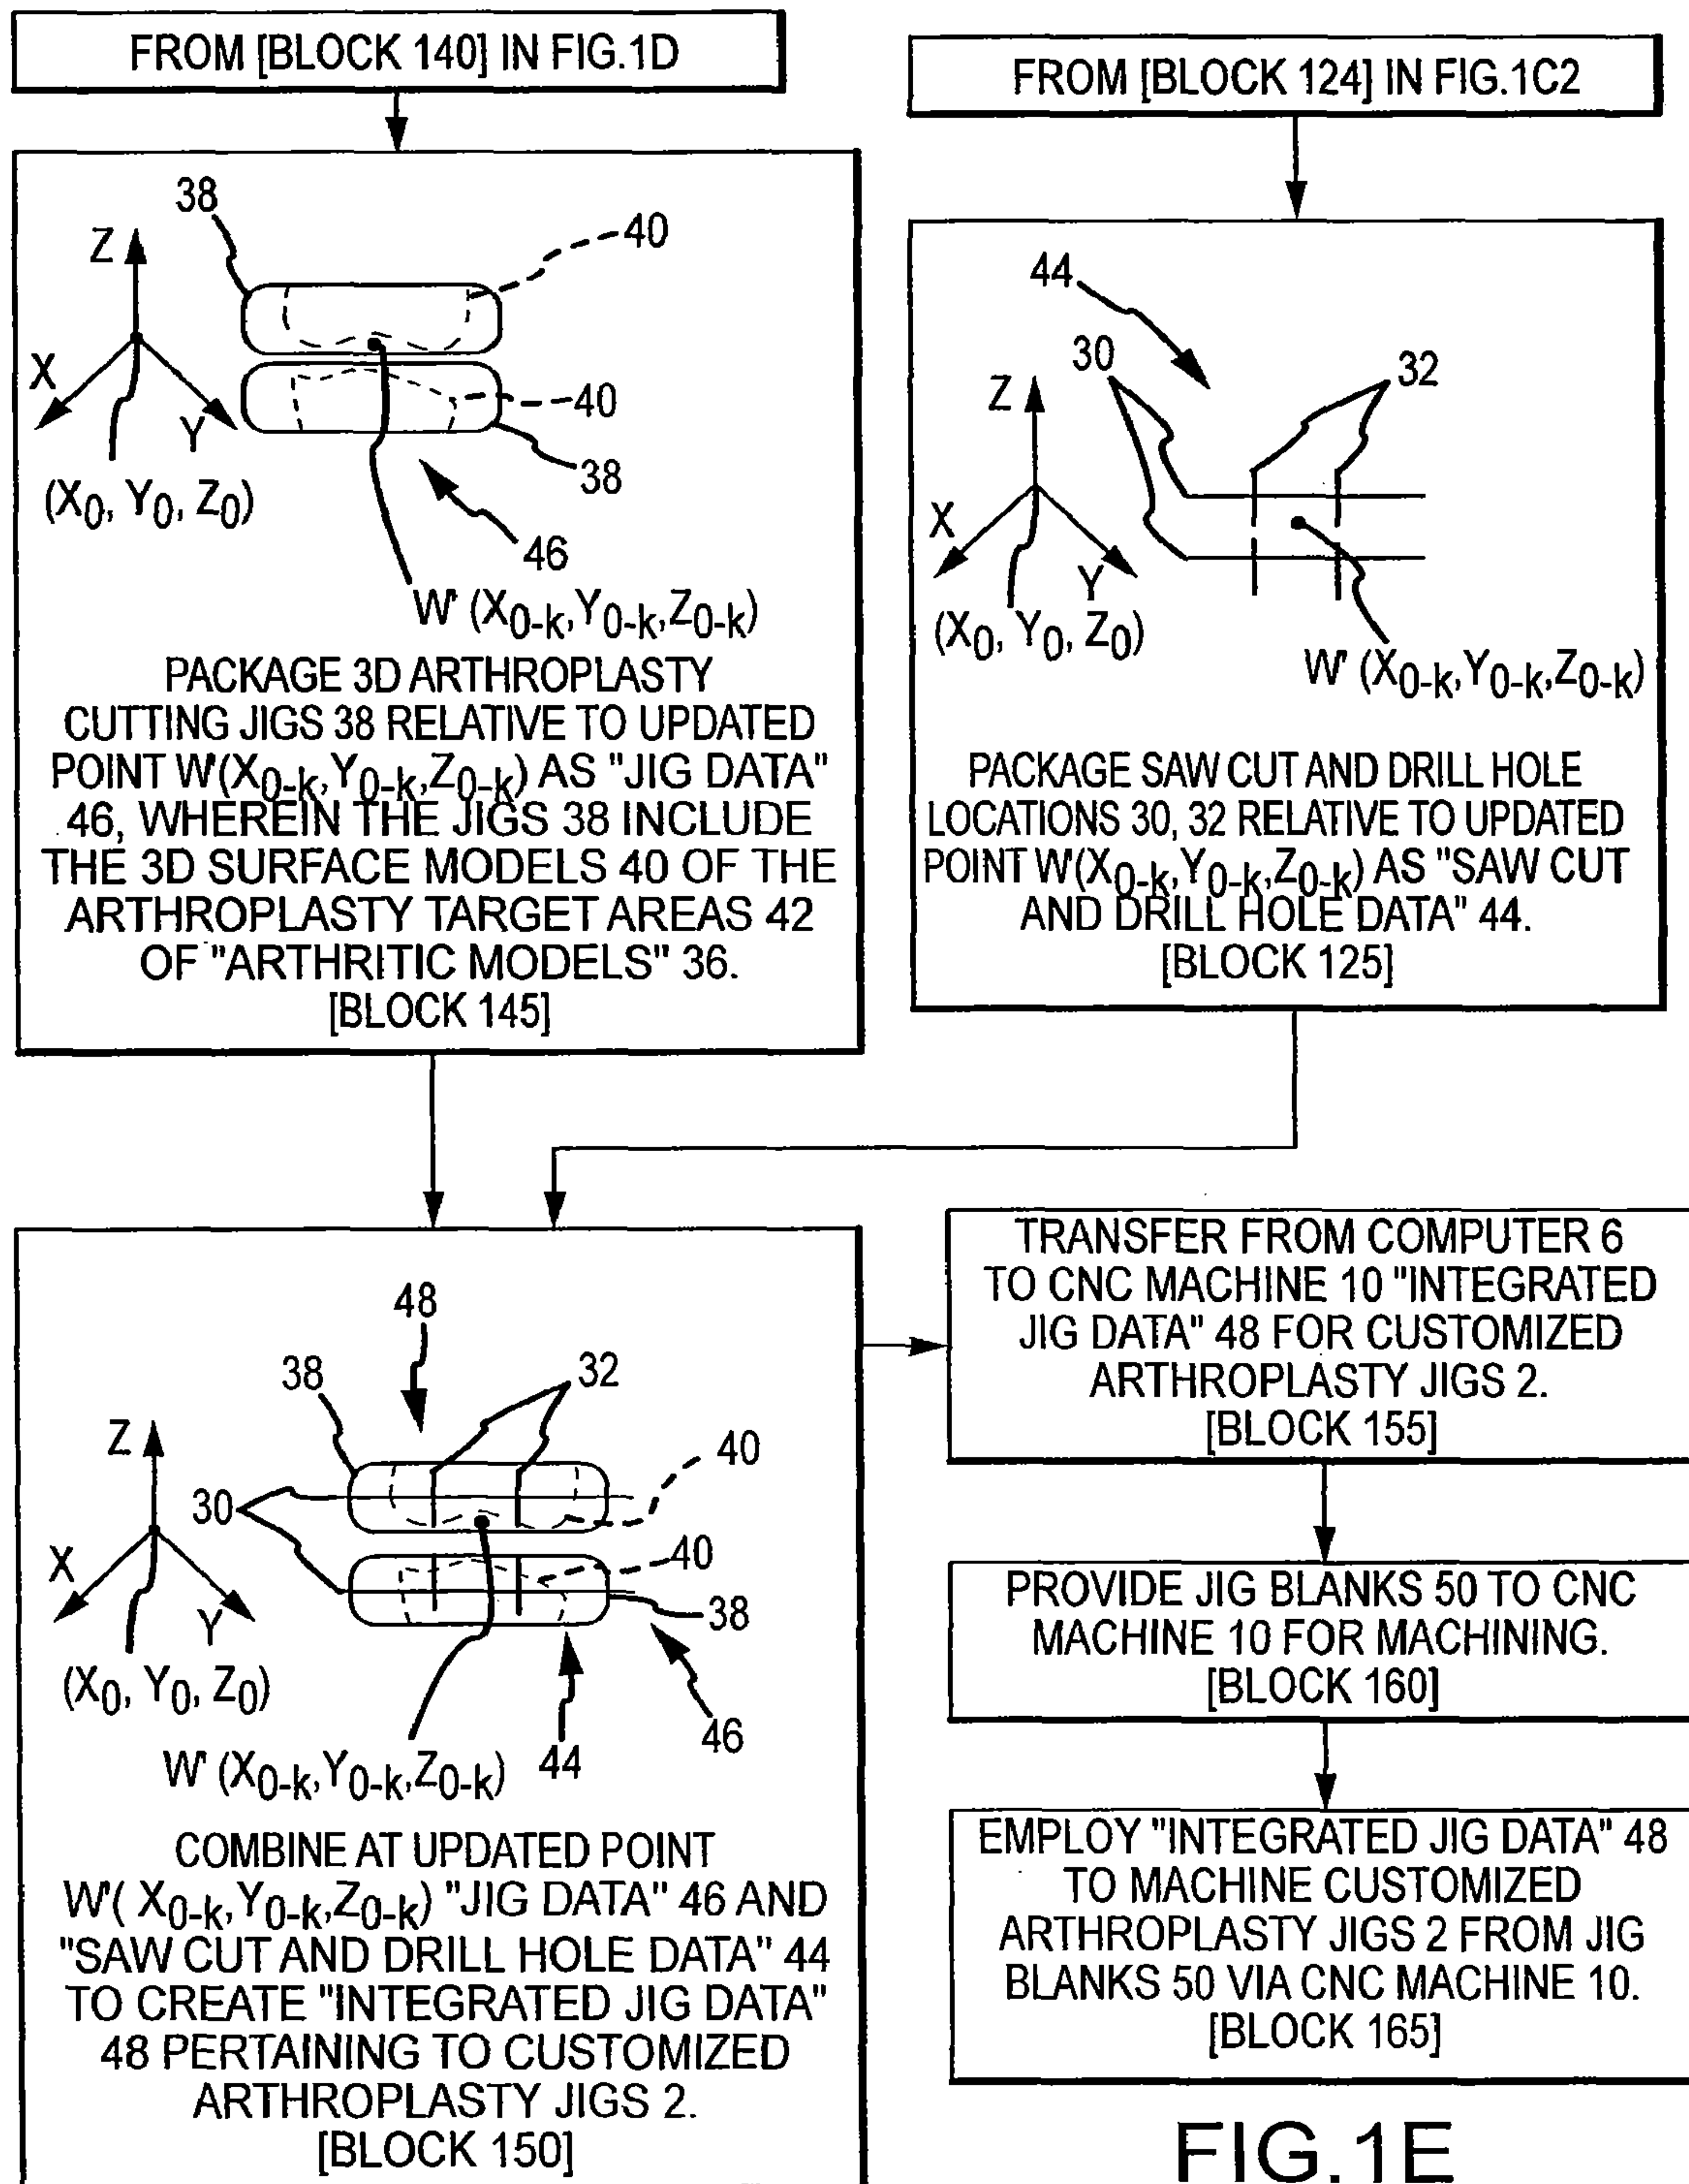 FROM [BLOCK 140] IN FIG.1D
38
40
Z
X
Y
40
38
(X0, Y0, Z0)
46
W' (X0-k,Y0-k,Z0-k)
PACKAGE 3D ARTHROPLASTY
CUTTING JIGS 38 RELATIVE TO UPDATED
POINT W'(X0-k,Y0-k,Z0-k) AS "JIG DATA"
46, WHEREIN THE JIGS 38 INCLUDE
THE 3D SURFACE MODELS 40 OF THE
ARTHROPLASTY TARGET AREAS 42
OF "ARTHRITIC MODELS" 36.
[BLOCK 145]
FROM [BLOCK 124] IN FIG.1C2
44
30
32
Z
X
Y
(X0, Y0, Z0)
W' (X0-k,Y0-k,Z0-k)
PACKAGE SAW CUT AND DRILL HOLE
LOCATIONS 30, 32 RELATIVE TO UPDATED
POINT W'(X0-k,Y0-k,Z0-k) AS "SAW CUT
AND DRILL HOLE DATA" 44.
[BLOCK 125]
48
38
32
Z
40
30
X
Y
40
38
(X0, Y0, Z0)
46
W' (X0-k,Y0-k,Z0-k)
44
COMBINE AT UPDATED POINT
W'( X0-k,Y0-k,Z0-k) "JIG DATA" 46 AND
"SAW CUT AND DRILL HOLE DATA" 44
TO CREATE "INTEGRATED JIG DATA"
48 PERTAINING TO CUSTOMIZED
ARTHROPLASTY JIGS 2.
[BLOCK 150]
TRANSFER FROM COMPUTER 6
TO CNC MACHINE 10 "INTEGRATED
JIG DATA" 48 FOR CUSTOMIZED
ARTHROPLASTY JIGS 2.
[BLOCK 155]
PROVIDE JIG BLANKS 50 TO CNC
MACHINE 10 FOR MACHINING.
[BLOCK 160]
EMPLOY "INTEGRATED JIG DATA" 48
TO MACHINE CUSTOMIZED
ARTHROPLASTY JIGS 2 FROM JIG
BLANKS 50 VIA CNC MACHINE 10.
[BLOCK 165]
FIG.1E